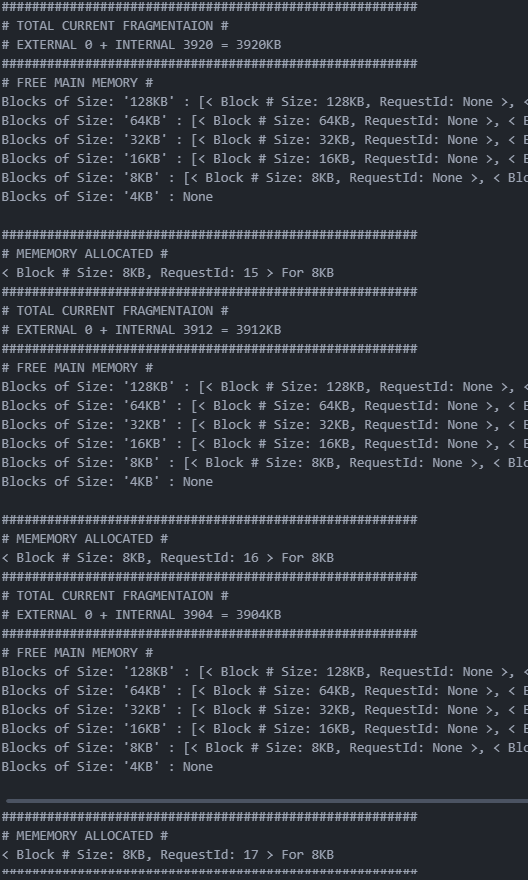 #######################################################
# TOTAL CURRENT FRAGMENTAION #
# EXTERNAL 0 + INTERNAL 3920 = 3920KB
#######################################################
# FREE MAIN MEMORY #
Blocks of Size: '128KB' : [< Block # Size: 128KB, RequestId: None >, <
Blocks of Size: '64KB' : [< Block # Size: 64KB, RequestId: None >, < B
Blocks of Size: '32KB' : [< Block # Size: 32KB, RequestId: None >, < B
Blocks of Size: '16KB' : [< Block # Size: 16KB, RequestId: None >, < B
Blocks of Size: '8KB' : [< Block # Size: 8KB, RequestId: None >, < Blo
Blocks of Size: '4KB' : None
#######################################################
# MEMEMORY ALLOCATED #
< Block # Size: 8KB, RequestId: 15 > For 8KB
#######################################################
# TOTAL CURRENT FRAGMENTAION #
# EXTERNAL 0 + INTERNAL 3912 = 3912KB
#######################################################
# FREE MAIN MEMORY #
Blocks of Size: '128KB' : [< Block # Size: 128KB, RequestId: None >, <
Blocks of Size: '64KB' : [< Block # Size: 64KB, RequestId: None >, < B
Blocks of Size: '32KB' : [< Block # Size: 32KB, RequestId: None >, < B
Blocks of Size: '16KB' : [< Block # Size: 16KB, RequestId: None >, < B
Blocks of Size: '8KB' : [< Block # Size: 8KB, RequestId: None >, < Blo
Blocks of Size: '4KB' : None
#######################################################
# MEMEMORY ALLOCATED #
< Block # Size: 8KB, RequestId: 16 > For 8KB
#######################################################
# TOTAL CURRENT FRAGMENTAION #
# EXTERNAL 0 + INTERNAL 3904 = 3904KB
#######################################################
# FREE MAIN MEMORY #
Blocks of Size: '128KB' : [< Block # Size: 128KB, RequestId: None >, <
Blocks of Size: '64KB' : [< Block # Size: 64KB, RequestId: None >, < B
Blocks of Size: '32KB' : [< Block # Size: 32KB, RequestId: None >, < B
Blocks of Size: '16KB' : [< Block # Size: 16KB, RequestId: None >, < B
Blocks of Size: '8KB' : [< Block # Size: 8KB, RequestId: None >, < Blo
Blocks of Size: '4KB' : None
#######################################################
# MEMEMORY ALLOCATED #
< Block # Size: 8KB, RequestId: 17 > For 8KB
#######################################################